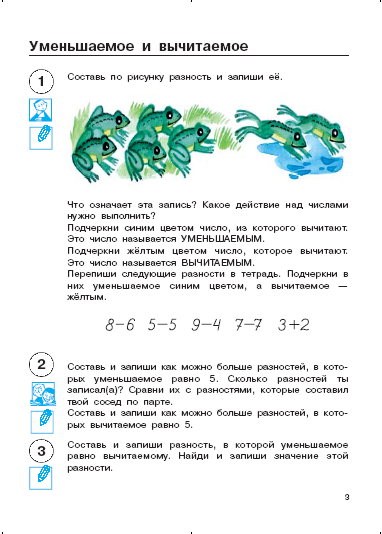 Уменьшаемое и вычитаемое
1
Составь по рисунку разность и запиши её.
Что означает эта запись? Какое действие над числами
нужно выполнить?
Подчеркни синим цветом число, из которого вычитают.
Это число называется УМЕНЬШАЕМЫМ.
Подчеркни жёлтым цветом число, которое вычитают.
Это число называется ВЫЧИТАЕМЫМ.
Перепиши следующие разности в тетрадь. Подчеркни в
них уменьшаемое синим цветом, а вычитаемое —
жёлтым.
8–6 5–5 9–4 7–7 3+2
2
Составь и запиши как можно больше разностей, в кото-
рых уменьшаемое равно 5. Сколько разностей ты
записал(а)? Сравни их с разностями, которые составил
твой сосед по парте.
Составь и запиши как можно больше разностей, в кото-
рых вычитаемое равно 5.
3
Составь и запиши разность, в которой уменьшаемое
равно вычитаемому. Найди и запиши значение этой
разности.
3